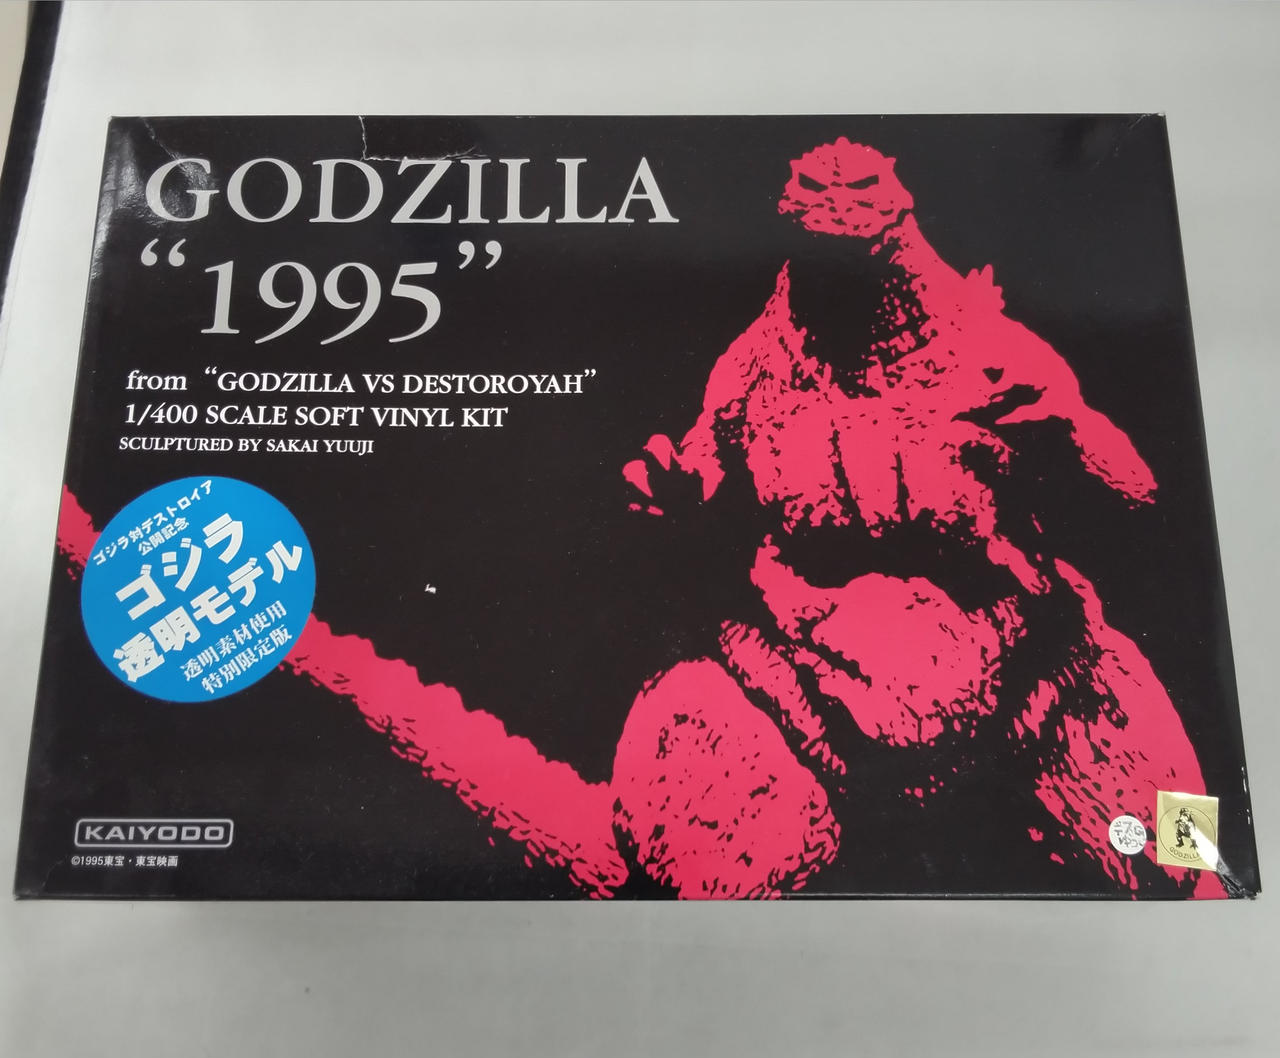 GODZILLA
“1995”
from “GODZILLA VS DESTOROYAH”
1/400 SCALE SOFT VINYL KIT
SCULPTURED BY SAKAI YUUJI
ゴジラ対デストロイア
公開記念
ゴジラ
透明モデル
透明素材使用
特別限定版
KAIYODO
©1995東宝・東宝映画
GODZILLA